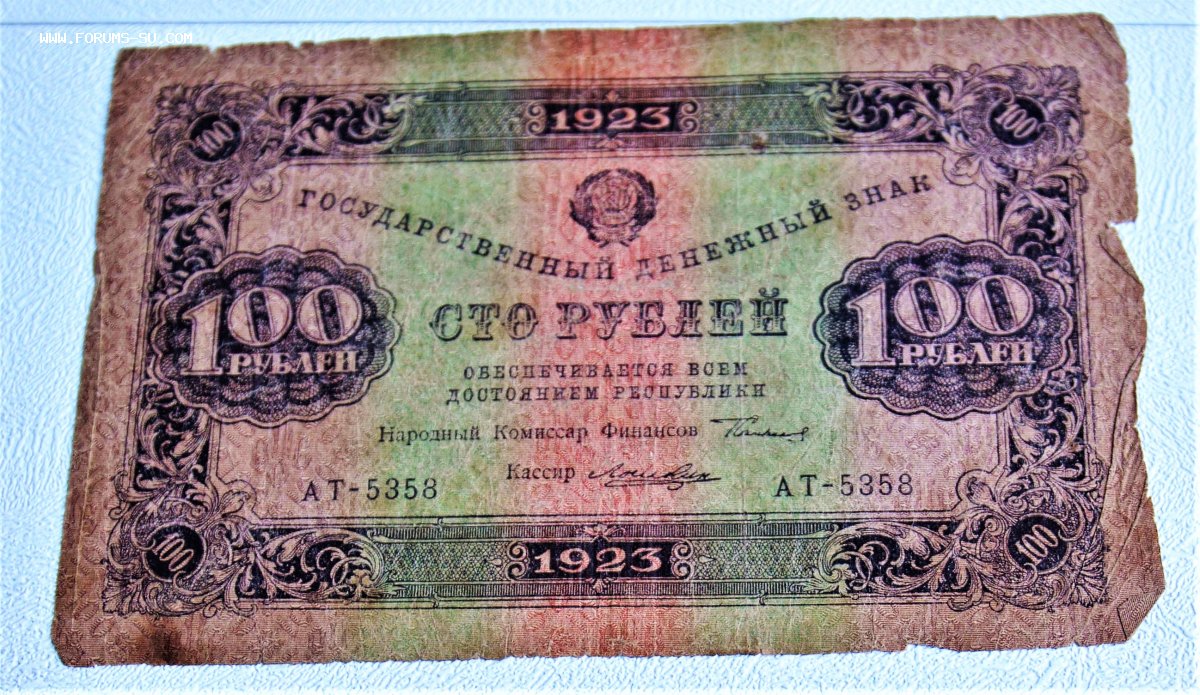 WWW.FORUMS-SU.COM
1923
100 100
ГОСУДАРСТВЕННЫЙ ДЕНЕЖНЫЙ ЗНАК
100 РУБЛЕЙ
СТО РУБЛЕЙ
100 РУБЛЕЙ
ОБЕСПЕЧИВАЕТСЯ ВСЕМ
ДОСТОЯНИЕМ РЕСПУБЛИКИ
Народный Комиссар Финансов
Кассир
АТ-5358 АТ-5358
100 1923 100